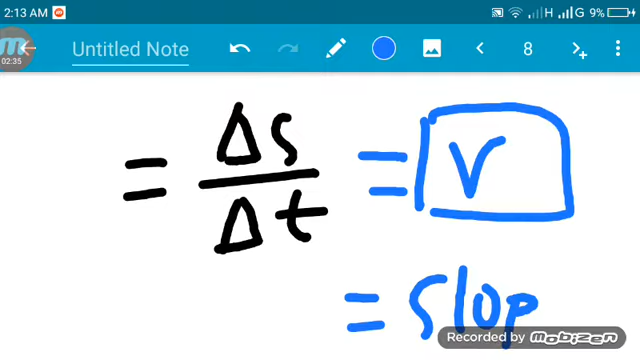 2:13 AM H G 9%
02:35 Untitled Note 8
= Δs / Δt = v
= slop
Recorded by mobizen